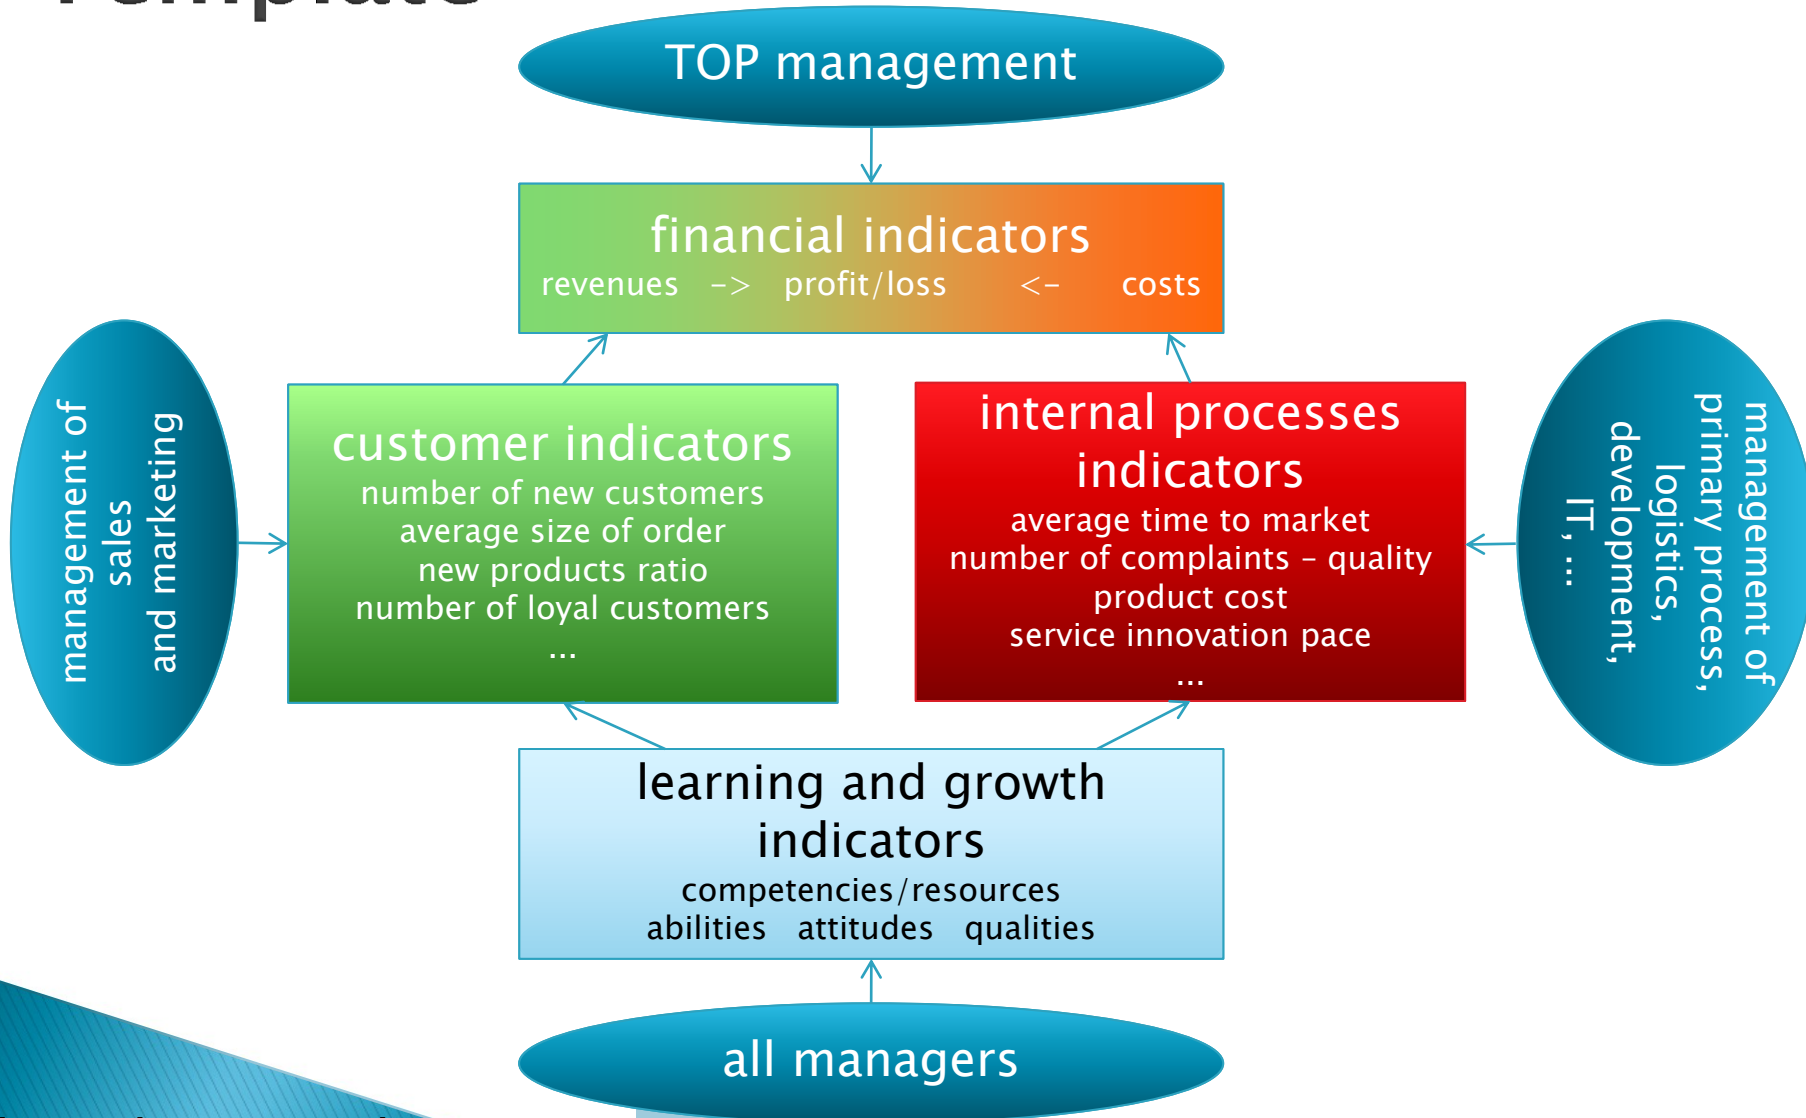 Template
TOP management
financial indicators
revenues -> profit/loss <- costs
management of
sales
and marketing
customer indicators
number of new customers
average size of order
new products ratio
number of loyal customers
...
internal processes
indicators
average time to market
number of complaints – quality
product cost
service innovation pace
...
management of
primary process,
logistics,
development,
IT, ...
learning and growth
indicators
competencies/resources
abilities attitudes qualities
all managers